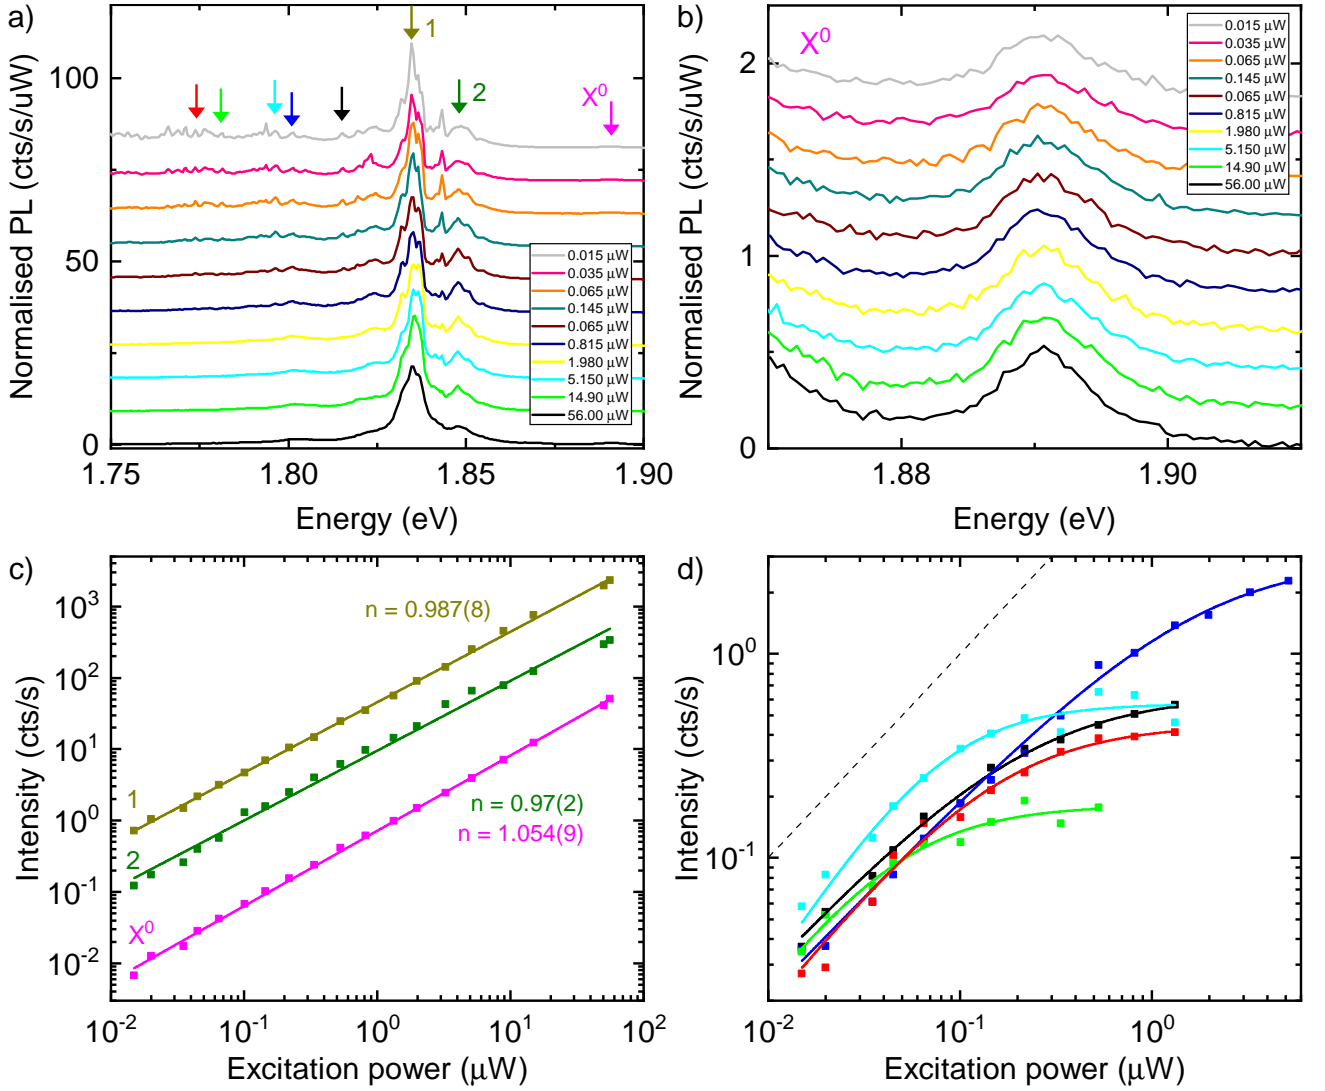 a)
Normalised PL (cts/s/uW)
100
50
0
1
2
X⁰
0.015 µW
0.035 µW
0.065 µW
0.145 µW
0.065 µW
0.815 µW
1.980 µW
5.150 µW
14.90 µW
56.00 µW
1.75
1.80
1.85
1.90
Energy (eV)
b)
Normalised PL (cts/s/uW)
2
1
0
X⁰
0.015 µW
0.035 µW
0.065 µW
0.145 µW
0.065 µW
0.815 µW
1.980 µW
5.150 µW
14.90 µW
56.00 µW
1.88
1.90
Energy (eV)
c)
Intensity (cts/s)
10³
10²
10¹
10⁰
10⁻¹
10⁻²
n = 0.987(8)
1
2
n = 0.97(2)
n = 1.054(9)
X⁰
10⁻²
10⁻¹
10⁰
10¹
10²
Excitation power (µW)
d)
Intensity (cts/s)
10⁰
10⁻¹
10⁻²
10⁻¹
10⁰
Excitation power (µW)